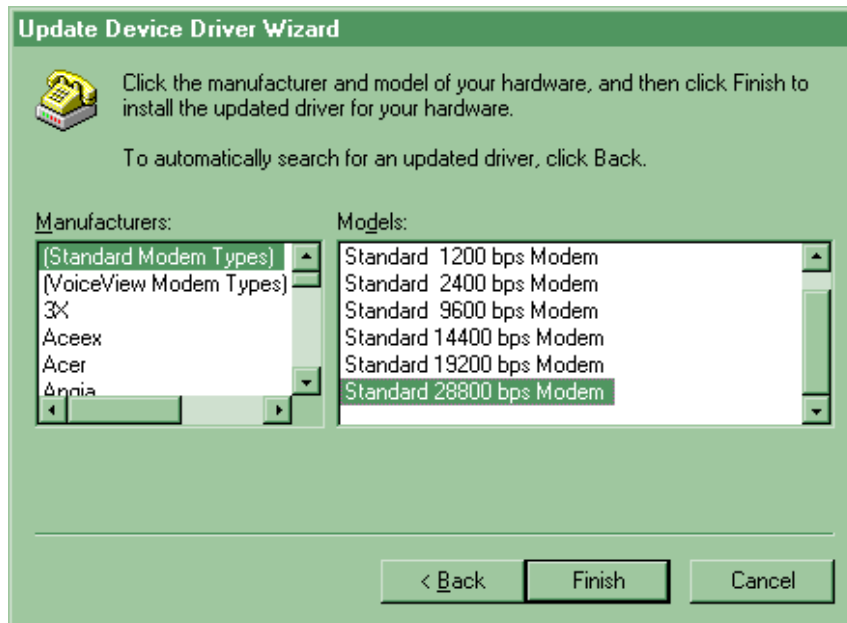 Update Device Driver Wizard
Click the manufacturer and model of your hardware, and then click Finish to
install the updated driver for your hardware.
To automatically search for an updated driver, click Back.
Manufacturers:
(Standard Modem Types)
(VoiceView Modem Types)
3X
Aceex
Acer
Angia
Models:
Standard  1200 bps Modem
Standard  2400 bps Modem
Standard  9600 bps Modem
Standard 14400 bps Modem
Standard 19200 bps Modem
Standard 28800 bps Modem
< Back
Finish
Cancel